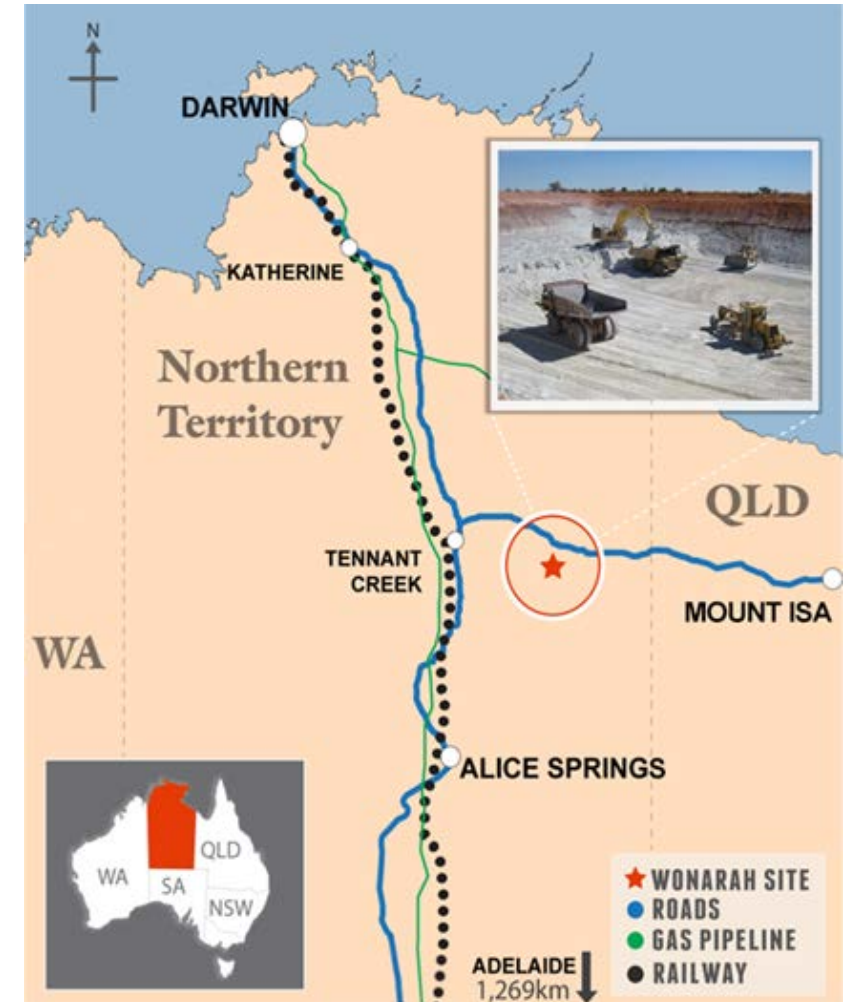 N
DARWIN
KATHERINE
Northern
Territory
QLD
TENNANT
CREEK
MOUNT ISA
WA
ALICE SPRINGS
WA
QLD
SA
NSW
WONARAH SITE
ROADS
GAS PIPELINE
RAILWAY
ADELAIDE
1,269km